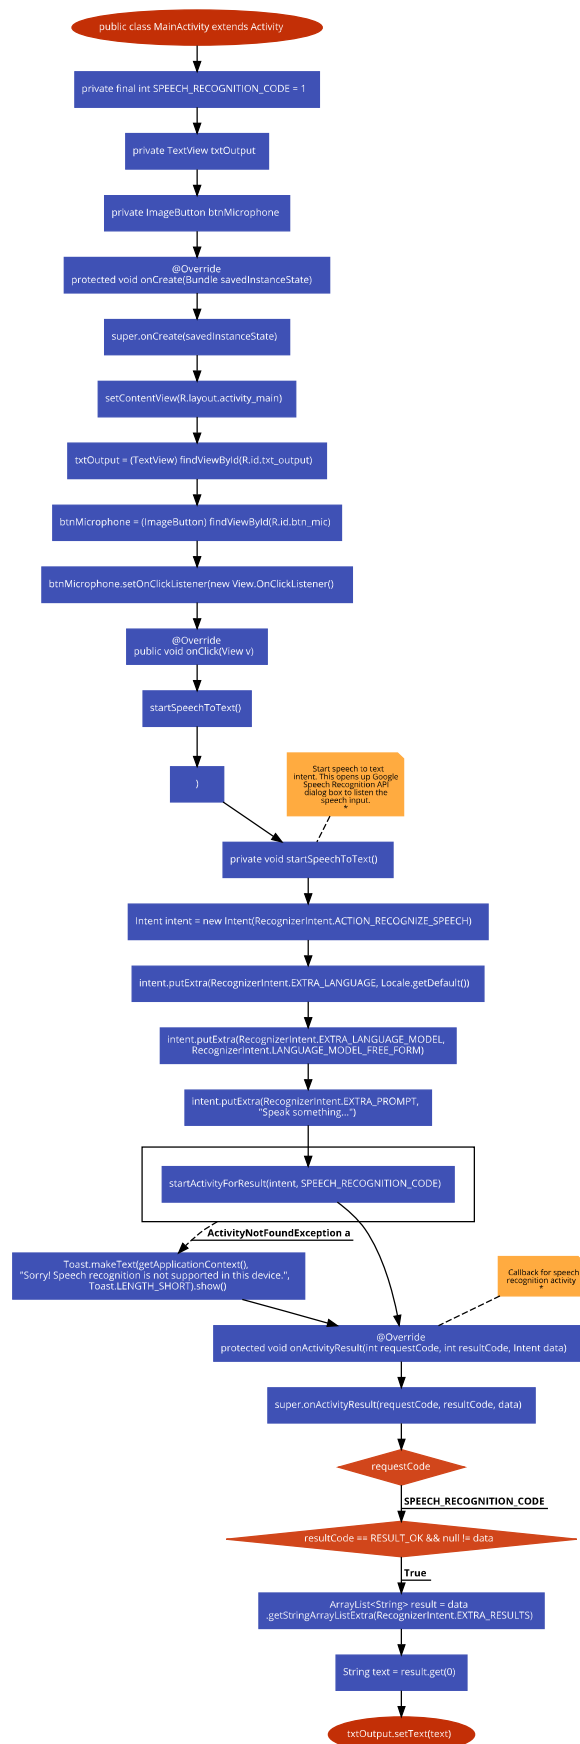 public class MainActivity extends Activity
private final int SPEECH_RECOGNITION_CODE = 1
private TextView txtOutput
private ImageButton btnMicrophone
@Override
protected void onCreate(Bundle savedInstanceState)
super.onCreate(savedInstanceState)
setContentView(R.layout.activity_main)
txtOutput = (TextView) findViewById(R.id.txt_output)
btnMicrophone = (ImageButton) findViewById(R.id.btn_mic)
btnMicrophone.setOnClickListener(new View.OnClickListener()
@Override
public void onClick(View v)
startSpeechToText()
)
Start speech to text
intent. This opens up Google
Speech Recognition API
dialog box to listen the
speech input.
*
private void startSpeechToText()
Intent intent = new Intent(RecognizerIntent.ACTION_RECOGNIZE_SPEECH)
intent.putExtra(RecognizerIntent.EXTRA_LANGUAGE, Locale.getDefault())
intent.putExtra(RecognizerIntent.EXTRA_LANGUAGE_MODEL,
RecognizerIntent.LANGUAGE_MODEL_FREE_FORM)
intent.putExtra(RecognizerIntent.EXTRA_PROMPT,
"Speak something...")
startActivityForResult(intent, SPEECH_RECOGNITION_CODE)
ActivityNotFoundException a
Toast.makeText(getApplicationContext(),
"Sorry! Speech recognition is not supported in this device.",
Toast.LENGTH_SHORT).show()
Callback for speech
recognition activity
*
@Override
protected void onActivityResult(int requestCode, int resultCode, Intent data)
super.onActivityResult(requestCode, resultCode, data)
requestCode
SPEECH_RECOGNITION_CODE
resultCode == RESULT_OK && null != data
True
ArrayList<String> result = data
.getStringArrayListExtra(RecognizerIntent.EXTRA_RESULTS)
String text = result.get(0)
txtOutput.setText(text)